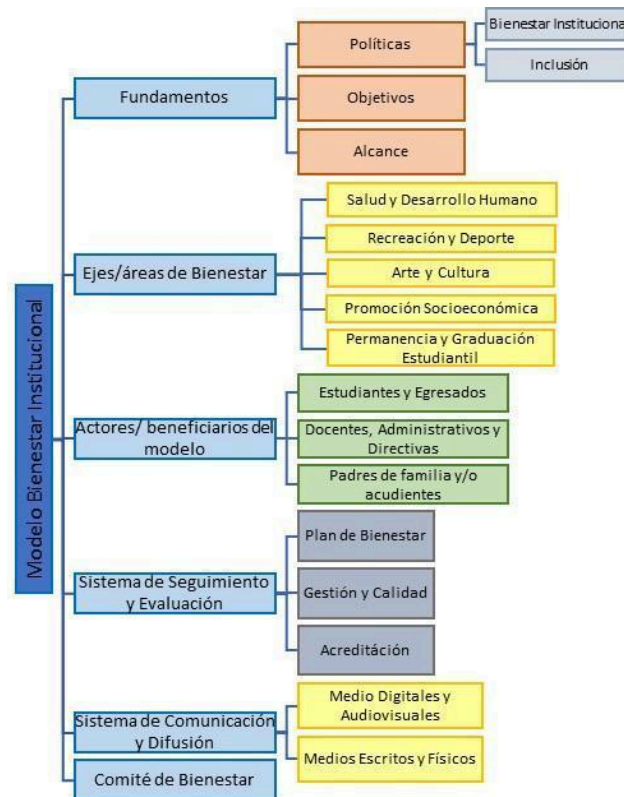 Modelo Bienestar Institucional
Fundamentos
Políticas
Bienestar Instituciona
Inclusión
Objetivos
Alcance
Ejes/áreas de Bienestar
Salud y Desarrollo Humano
Recreación y Deporte
Arte y Cultura
Promoción Socioeconómica
Permanencia y Graduación
Estudiantil
Actores/ beneficiarios del
modelo
Estudiantes y Egresados
Docentes, Administrativos y
Directivas
Padres de familia y/o
acudientes
Sistema de Seguimiento
y Evaluación
Plan de Bienestar
Gestión y Calidad
Acreditáción
Sistema de Comunicación
y Difusión
Medio Digitales y
Audiovisuales
Medios Escritos y Físicos
Comité de Bienestar